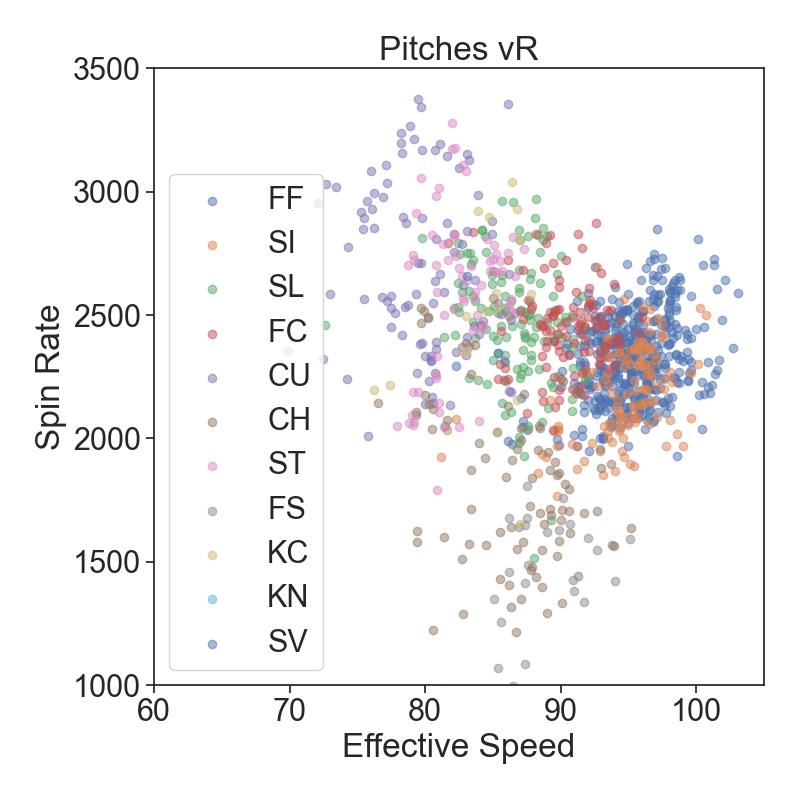 Pitches vR
3500
3000
2500
2000
1500
1000
Spin Rate
FF
SI
SL
FC
CU
CH
ST
FS
KC
KN
SV
60 70 80 90 100
Effective Speed